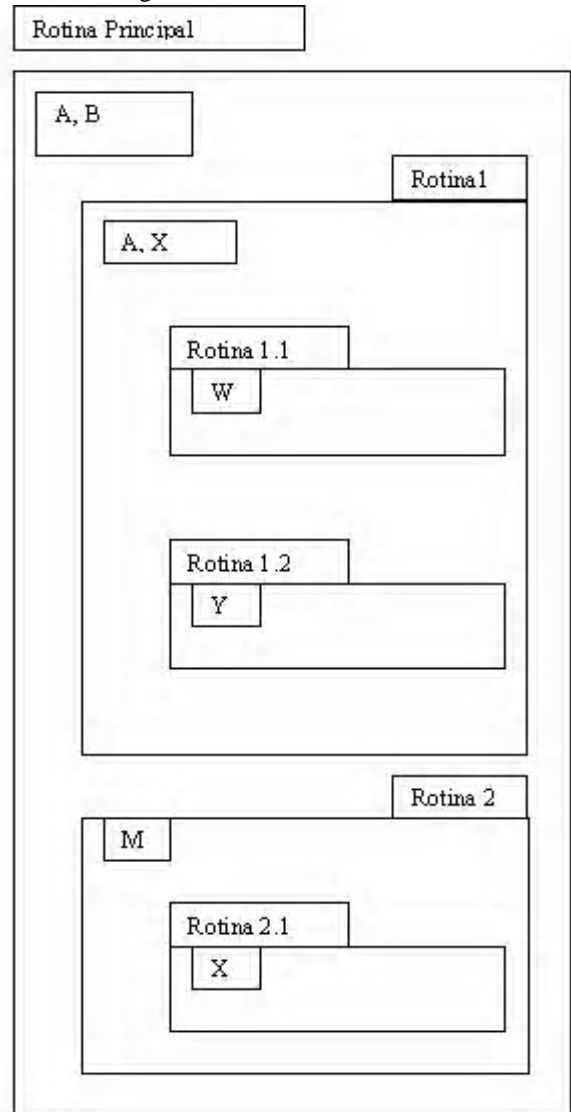 Rotina Principal
A, B
Rotina1
A, X
Rotina 1.1
W
Rotina 1.2
Y
Rotina 2
M
Rotina 2.1
X